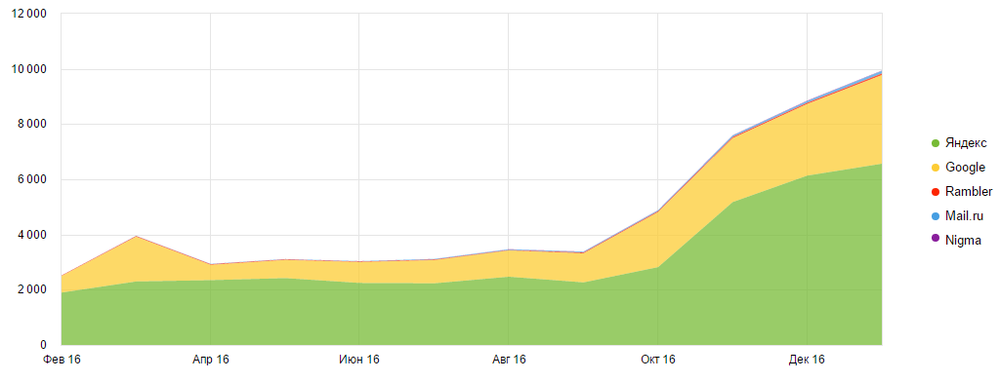 12 000
10 000
8 000
6 000
4 000
2 000
0
Фев 16 Апр 16 Июн 16 Авг 16 Окт 16 Дек 16
Яндекс
Google
Rambler
Mail.ru
Nigma